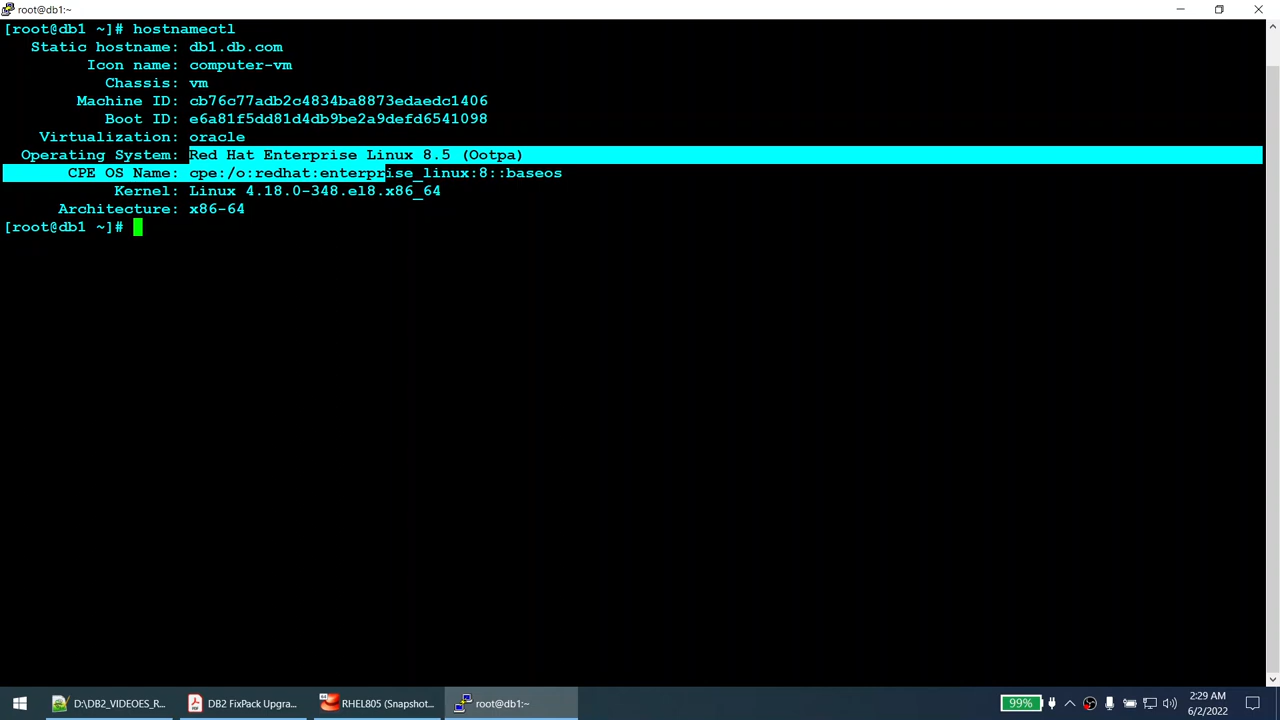 root@db1:~
[root@db1 ~]# hostnamectl
Static hostname: db1.db.com
Icon name: computer-vm
Chassis: vm
Machine ID: cb76c77adb2c4834ba8873edaedc1406
Boot ID: e6a81f5dd81d4db9be2a9defd6541098
Virtualization: oracle
Operating System: Red Hat Enterprise Linux 8.5 (Ootpa)
CPE OS Name: cpe:/o:redhat:enterprise_linux:8::baseos
Kernel: Linux 4.18.0-348.el8.x86_64
Architecture: x86-64
[root@db1 ~]#
D:\DB2_VIDEOES_R...
DB2 FixPack Upgra...
RHEL805 (Snapshot...
root@db1:~
99%
2:29 AM
6/2/2022